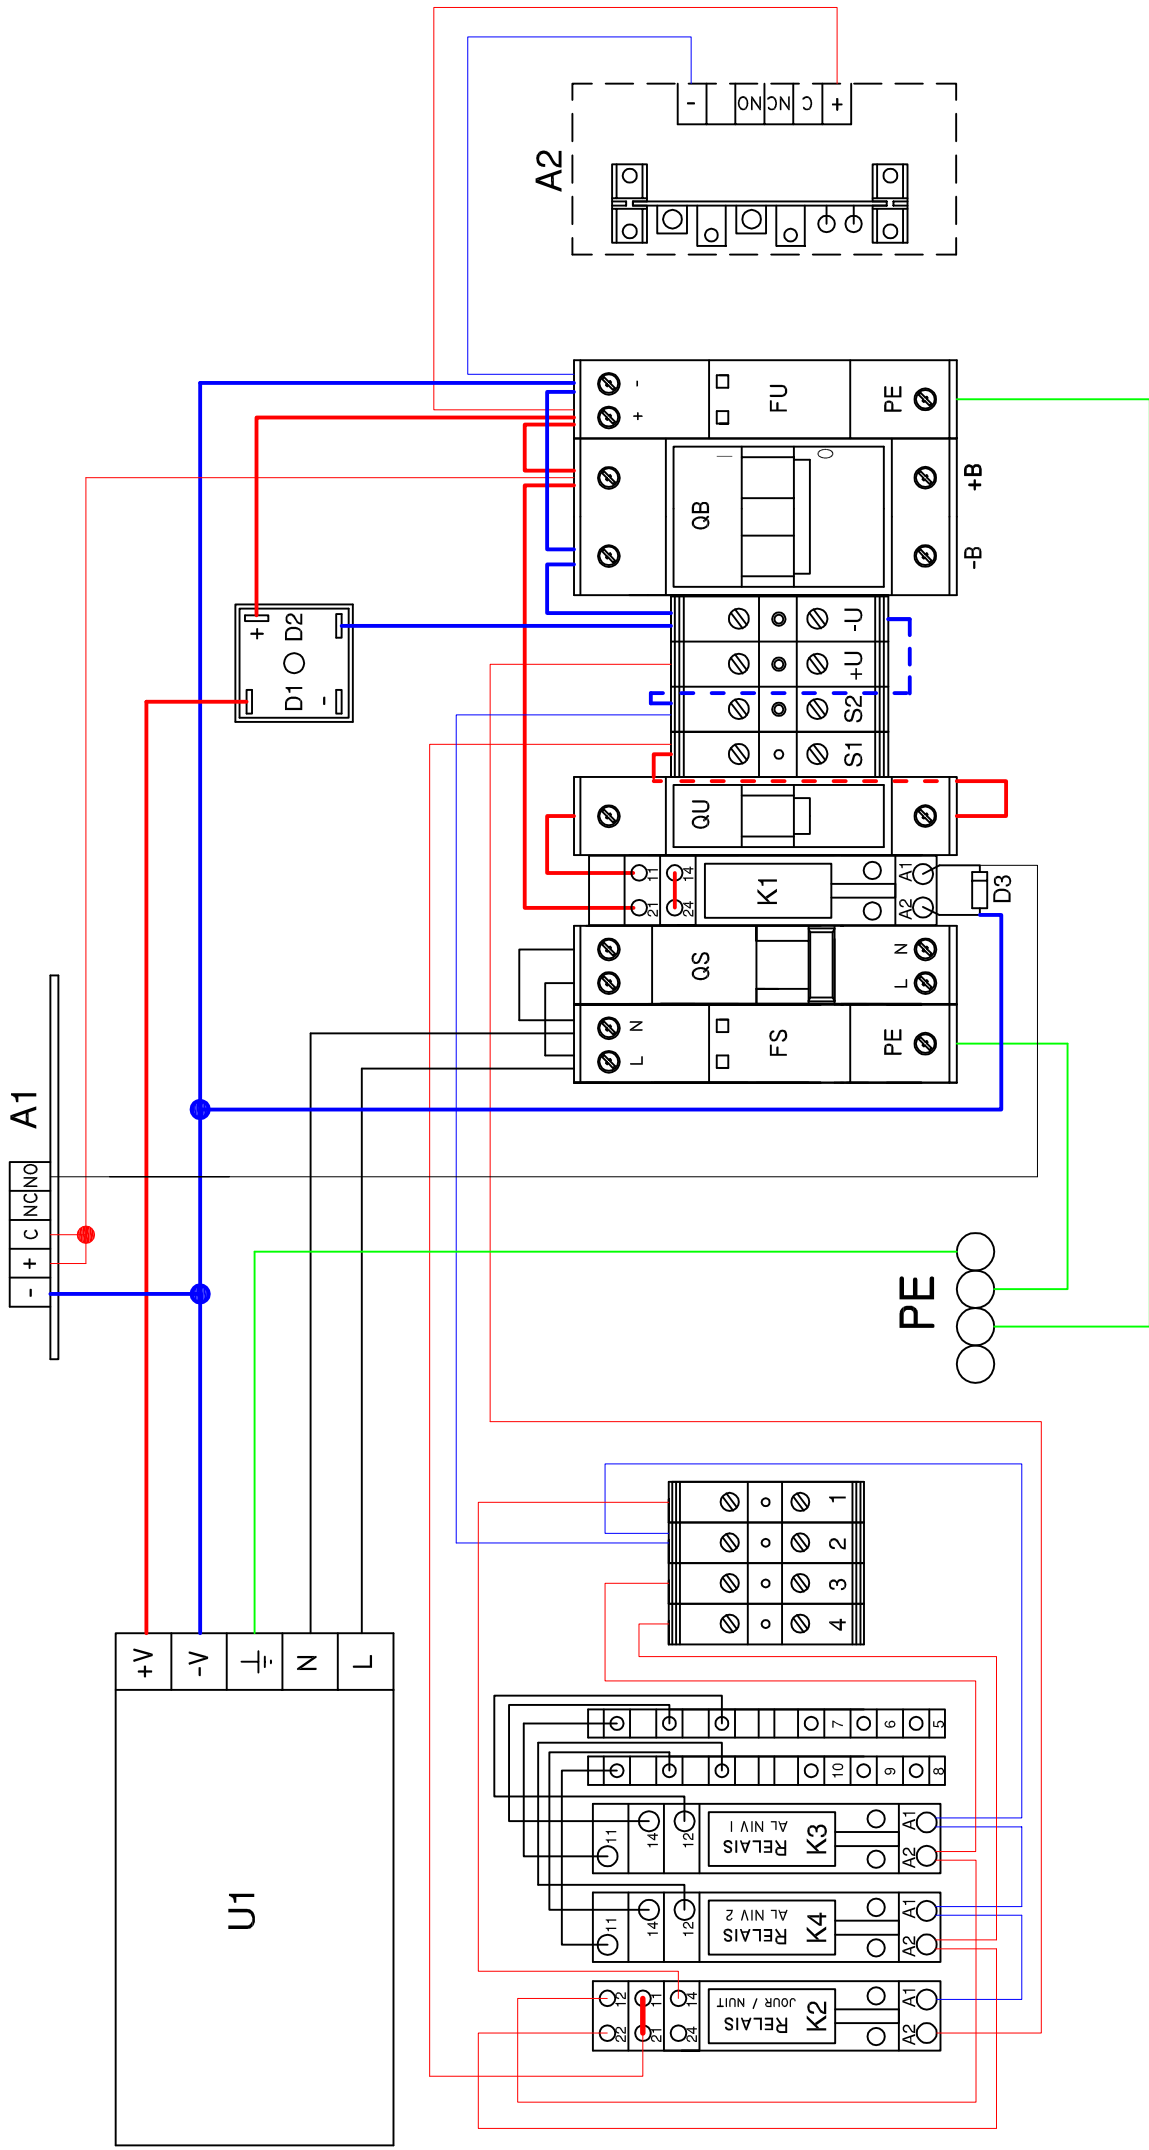 -
NO
NC
C
+
A2
-
+
FU
PE
QB
I
O
+B
-B
+
D2
D1
-
-U
+U
S2
S1
QU
11
14
21
24
K1
A1
A2
D3
QS
N
L
N
L
FS
PE
A1
NO
NC
C
+
-
PE
1
2
3
4
+V
-V
N
L
U1
7
6
5
10
9
8
11
14
12
RELAIS
AL NIV 1
K3
A1
A2
11
14
12
RELAIS
AL NIV 2
K4
A1
A2
12
11
14
22
21
24
RELAIS
JOUR / NUIT
K2
A1
A2